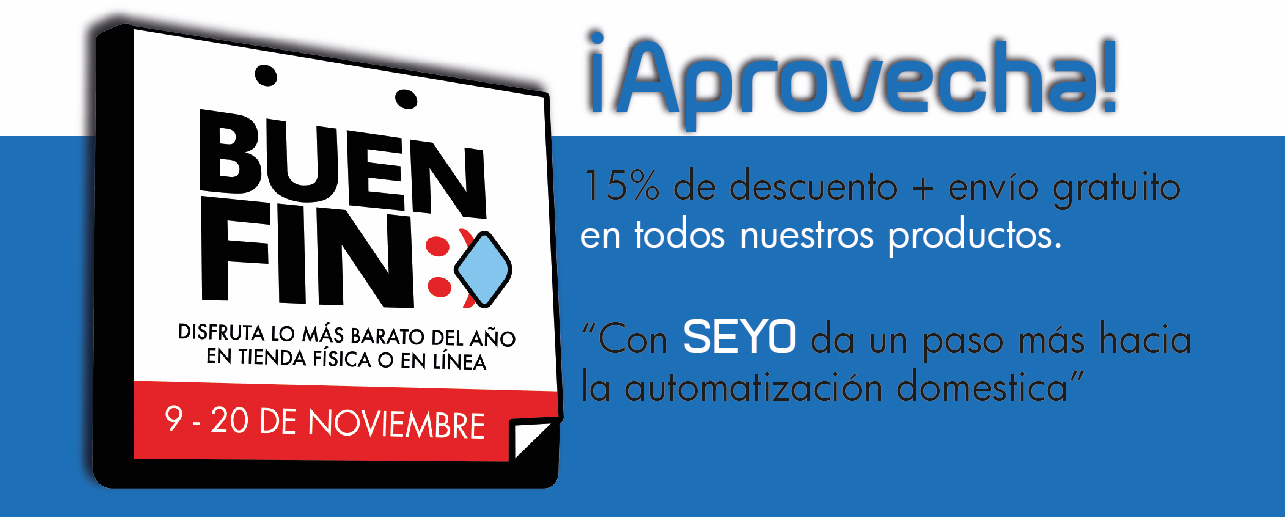 BUEN
FIN:)
DISFRUTA LO MÁS BARATO DEL AÑO
EN TIENDA FÍSICA O EN LÍNEA
9 - 20 DE NOVIEMBRE
¡Aprovecha!
15% de descuento + envío gratuito
en todos nuestros productos.
“Con SEYO da un paso más hacia
la automatización domestica”